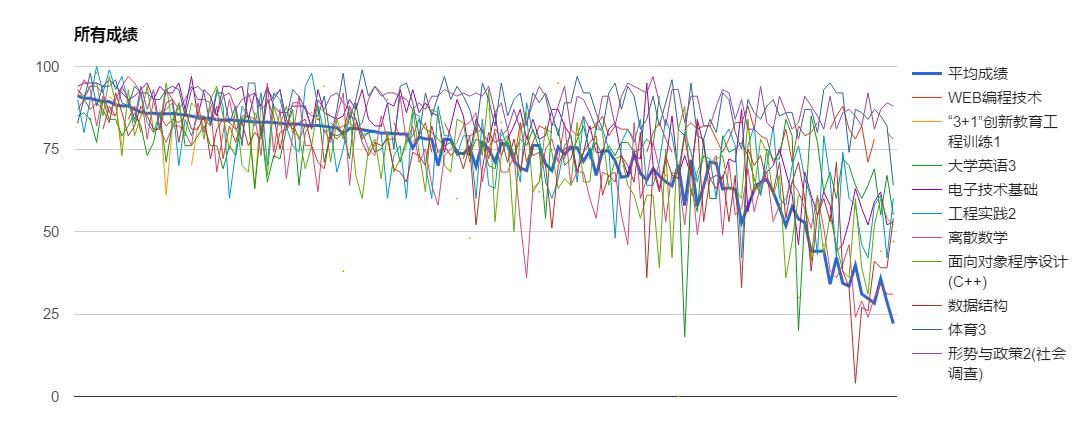 所有成绩
100
75
50
25
0
平均成绩
WEB编程技术
“3+1”创新教育工
程训练1
大学英语3
电子技术基础
工程实践2
离散数学
面向对象程序设计
(C++)
数据结构
体育3
形势与政策2(社会
调查)